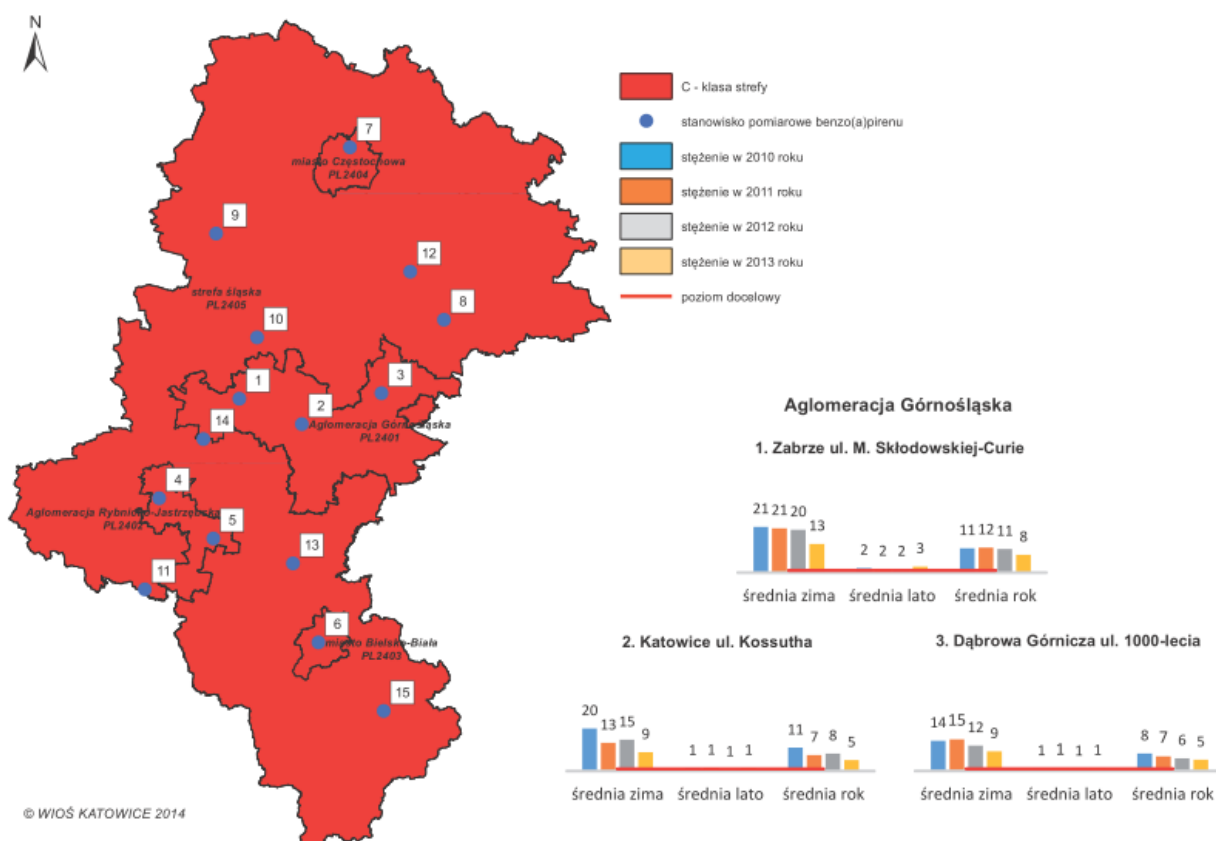 N
C - klasa strefy
stanowisko pomiarowe benzo(a)pirenu
stężenie w 2010 roku
stężenie w 2011 roku
stężenie w 2012 roku
stężenie w 2013 roku
poziom docelowy
7
miasto Częstochowa
PL2404
9
12
strefa śląska
PL2405
8
10
1
3
2
14
Aglomeracja Górnośląska
PL2401
4
Aglomeracja Rybnicko-Jastrzębska
PL2402
5
13
11
6
miasto Bielsko-Biała
PL2403
15
© WIOŚ KATOWICE 2014
Aglomeracja Górnośląska
1. Zabrze ul. M. Skłodowskiej-Curie
21 21 20 13 2 2 2 3 11 12 11 8
średnia zima średnia lato średnia rok
2. Katowice ul. Kossutha
20 13 15 9 1 1 1 1 11 7 8 5
średnia zima średnia lato średnia rok
3. Dąbrowa Górnicza ul. 1000-lecia
14 15 12 9 1 1 1 1 8 7 6 5
średnia zima średnia lato średnia rok